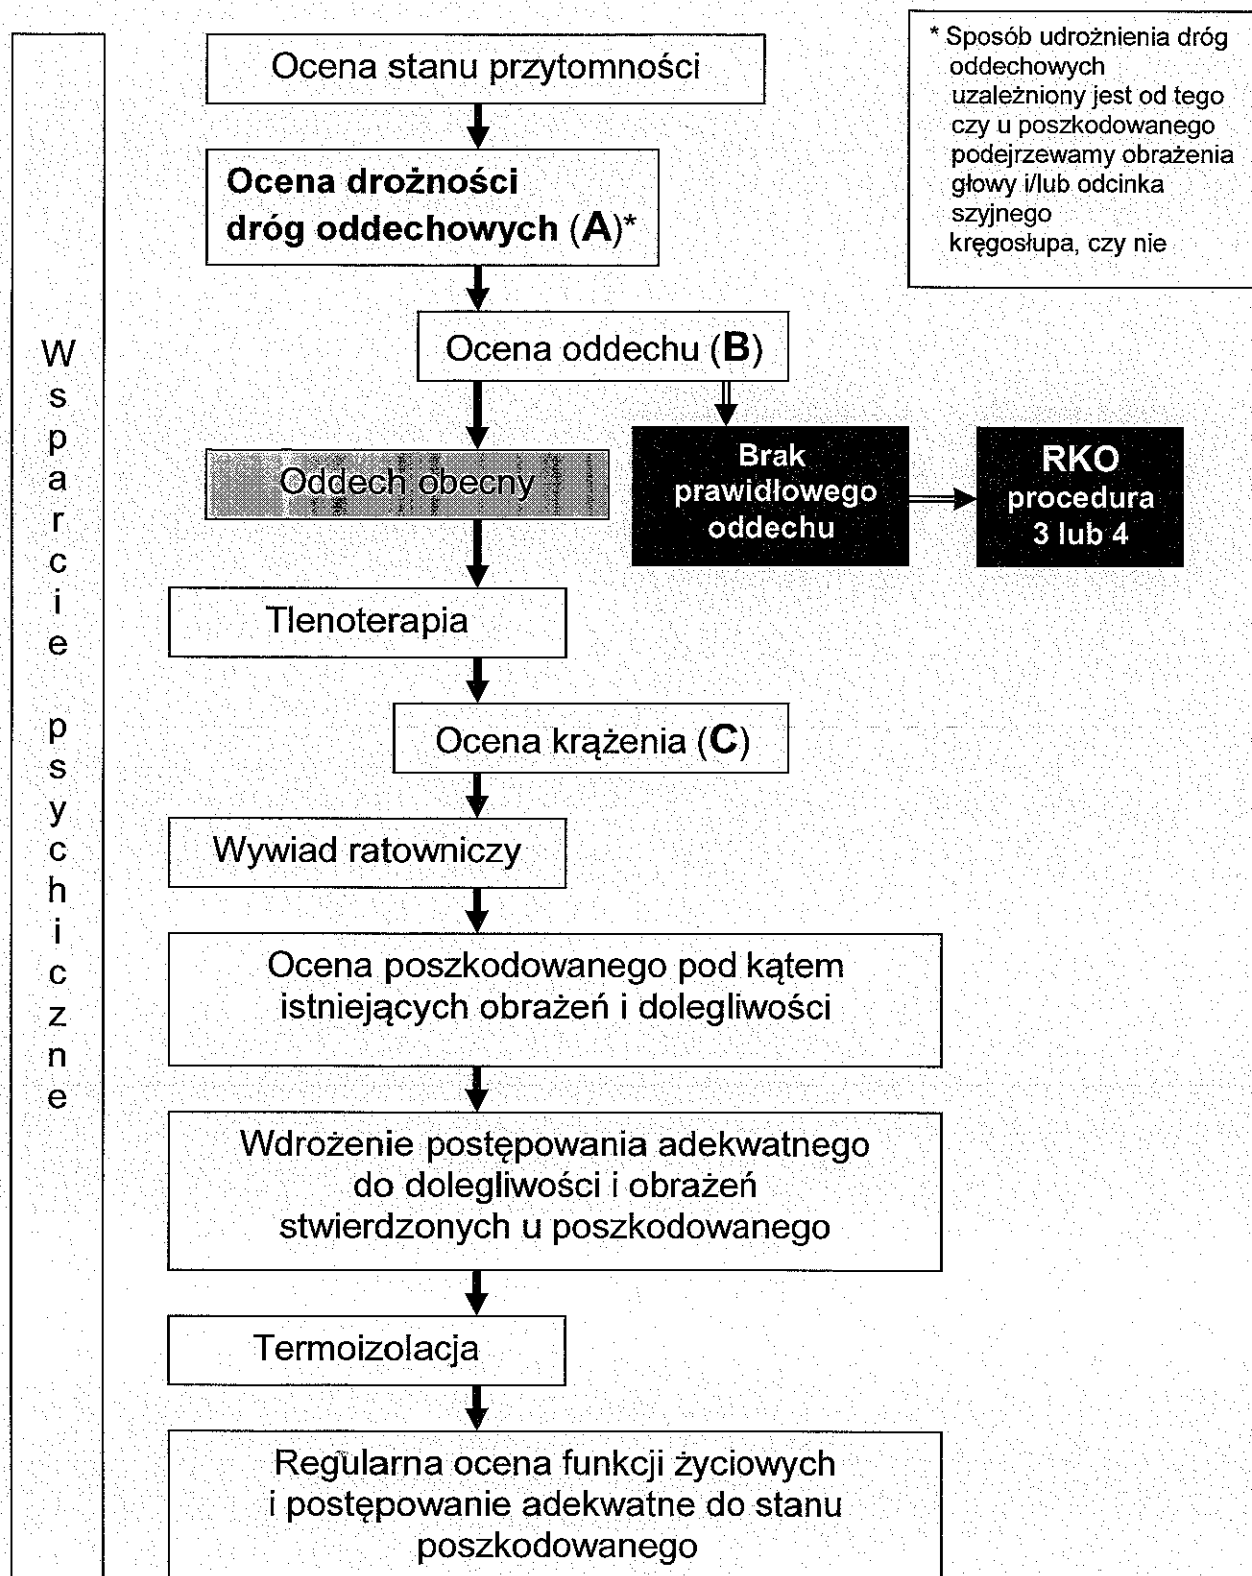 Wsparcie psychiczne
Ocena stanu przytomności
* Sposób udrożnienia dróg
oddechowych
uzależniony jest od tego
czy u poszkodowanego
podejrzewamy obrażenia
głowy i/lub odcinka
szyjnego
kręgosłupa, czy nie
Ocena drożności
dróg oddechowych (A)*
Ocena oddechu (B)
Oddech obecny
Brak
prawidłowego
oddechu
RKO
procedura
3 lub 4
Tlenoterapia
Ocena krążenia (C)
Wywiad ratowniczy
Ocena poszkodowanego pod kątem
istniejących obrażeń i dolegliwości
Wdrożenie postępowania adekwatnego
do dolegliwości i obrażeń
stwierdzonych u poszkodowanego
Termoizolacja
Regularna ocena funkcji życiowych
i postępowanie adekwatne do stanu
poszkodowanego